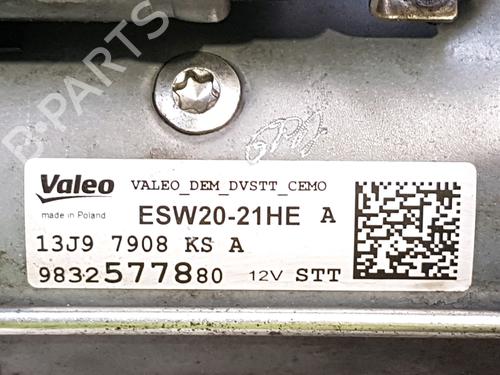 B-PARTS
Valeo VALEO_DEM_DVSTT_CEMO
made in Poland ESW20-21HE A
13J9 7908 KS A
9832577880 12V STT